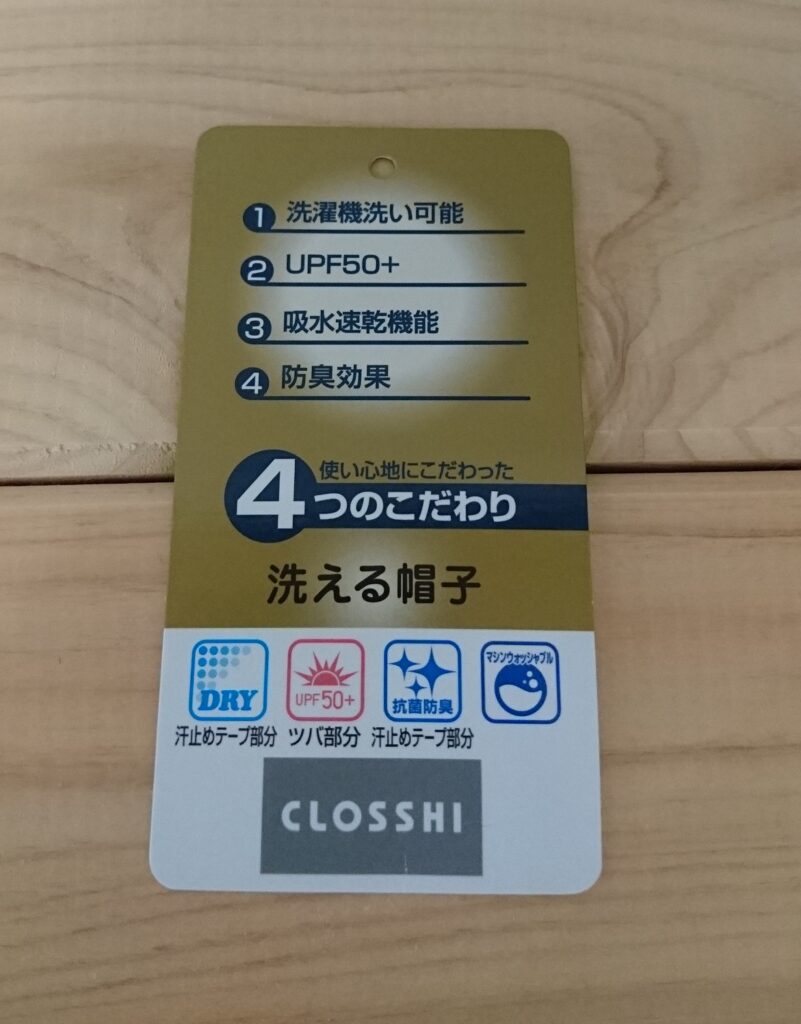 1 洗濯機洗い可能
2 UPF50+
3 吸水速乾機能
4 防臭効果
使い心地にこだわった
4つのこだわり
洗える帽子
DRY
UPF50+
抗菌防臭
マシンウォッシャブル
汗止めテープ部分
ツバ部分
汗止めテープ部分
CLOSSHI